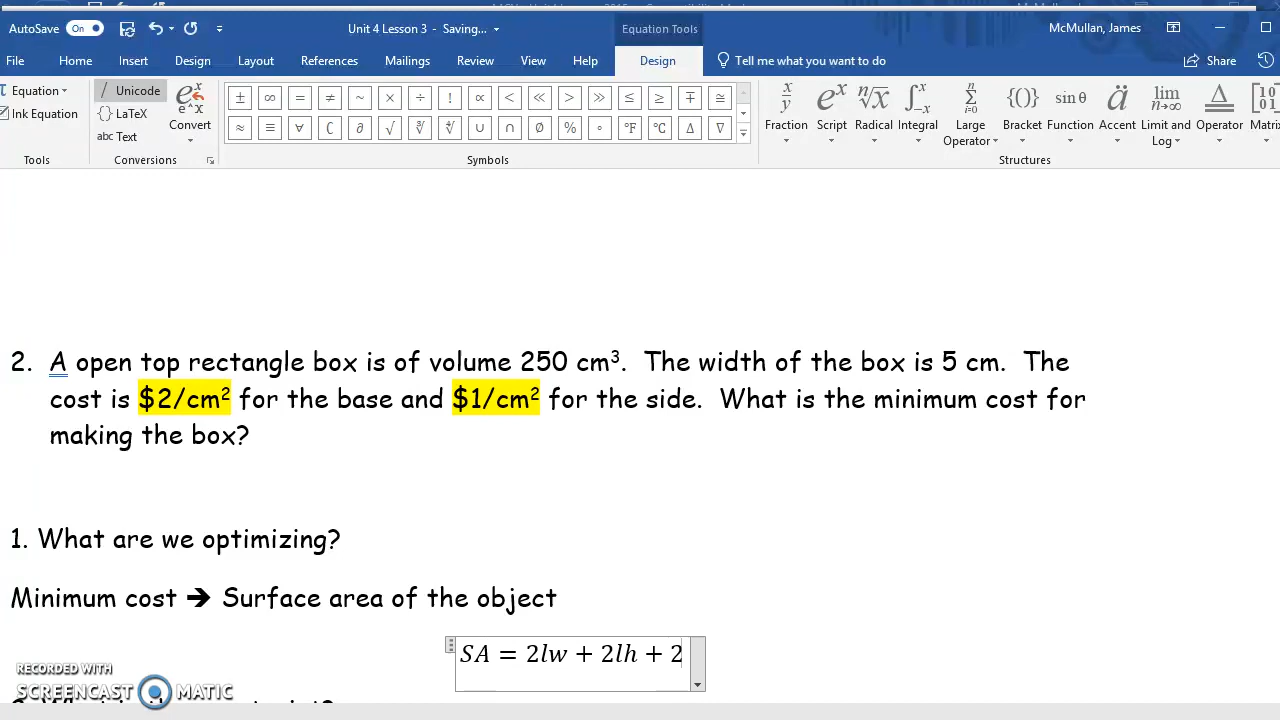 AutoSave On Unit 4 Lesson 3 - Saving... Equation Tools McMullan, James
File Home Insert Design Layout References Mailings Review View Help Design Tell me what you want to do Share
π Equation / Unicode e^x ± ∞ = ≠ ~ × ÷ ! ∝ < ≪ > ≫ ≤ ≥ ∓ ≅ x/y e^x ⁿ√x ∫ⁿ₋ₓ Σ {()} sinθ ä lim n→∞ ≜ [10 01]
Ink Equation {} LaTeX Convert ≈ ≡ ∀ ∁ ∂ √ ∛ ∜ ∪ ∩ ∅ % ° °F °C ∆ ∇ Fraction Script Radical Integral Large Operator Bracket Function Accent Limit and Log Operator Matri
abc Text
Tools Conversions Symbols Structures
2. A open top rectangle box is of volume 250 cm³. The width of the box is 5 cm. The
cost is $2/cm² for the base and $1/cm² for the side. What is the minimum cost for
making the box?
1. What are we optimizing?
Minimum cost ➔ Surface area of the object
SA = 2lw + 2lh + 2
RECORDED WITH
SCREENCAST MATIC